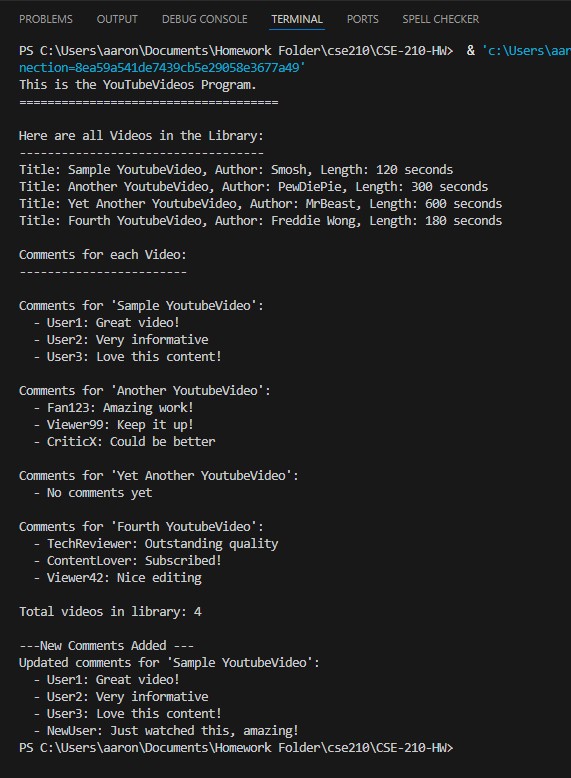 PROBLEMS OUTPUT DEBUG CONSOLE TERMINAL PORTS SPELL CHECKER
PS C:\Users\aaron\Documents\Homework Folder\cse210\CSE-210-HW>  & 'c:\Users\aar
nection=8ea59a541de7439cb5e29058e3677a49'
This is the YouTubeVideos Program.
=====================================

Here are all Videos in the Library:
-----------------------------------
Title: Sample YoutubeVideo, Author: Smosh, Length: 120 seconds
Title: Another YoutubeVideo, Author: PewDiePie, Length: 300 seconds
Title: Yet Another YoutubeVideo, Author: MrBeast, Length: 600 seconds
Title: Fourth YoutubeVideo, Author: Freddie Wong, Length: 180 seconds

Comments for each Video:
------------------------

Comments for 'Sample YoutubeVideo':
  - User1: Great video!
  - User2: Very informative
  - User3: Love this content!

Comments for 'Another YoutubeVideo':
  - Fan123: Amazing work!
  - Viewer99: Keep it up!
  - CriticX: Could be better

Comments for 'Yet Another YoutubeVideo':
  - No comments yet

Comments for 'Fourth YoutubeVideo':
  - TechReviewer: Outstanding quality
  - ContentLover: Subscribed!
  - Viewer42: Nice editing

Total videos in library: 4

---New Comments Added ---
Updated comments for 'Sample YoutubeVideo':
  - User1: Great video!
  - User2: Very informative
  - User3: Love this content!
  - NewUser: Just watched this, amazing!
PS C:\Users\aaron\Documents\Homework Folder\cse210\CSE-210-HW>